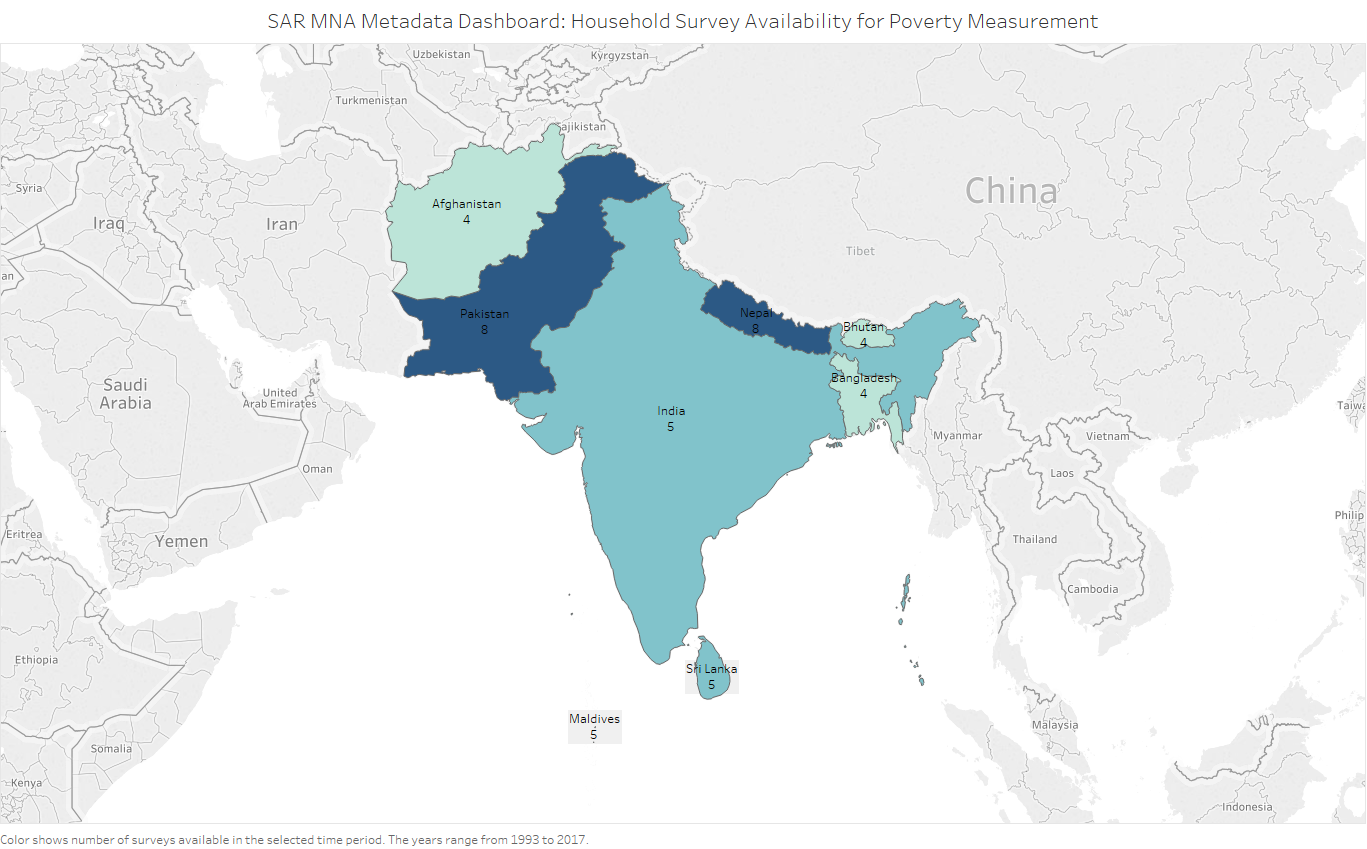 SAR MNA Metadata Dashboard: Household Survey Availability for Poverty Measurement
Uzbekistan
Kyrgyzstan
Turkmenistan
ajikistan
Syria
Iraq
Iran
Afghanistan
4
China
Tibet
an
Pakistan
8
Nepal
8
Bhutan
4
Bangladesh
4
Saudi
Arabia
United
Arab Emirates
India
5
Taiwa
Myanmar
Vietnam
Laos
Oman
Eritrea
Yemen
Thailand
Philip
Cambodia
Ethiopia
Sri Lanka
5
Maldives
5
Malaysia
Somalia
Kenya
Indonesia
Color shows number of surveys available in the selected time period. The years range from 1993 to 2017.